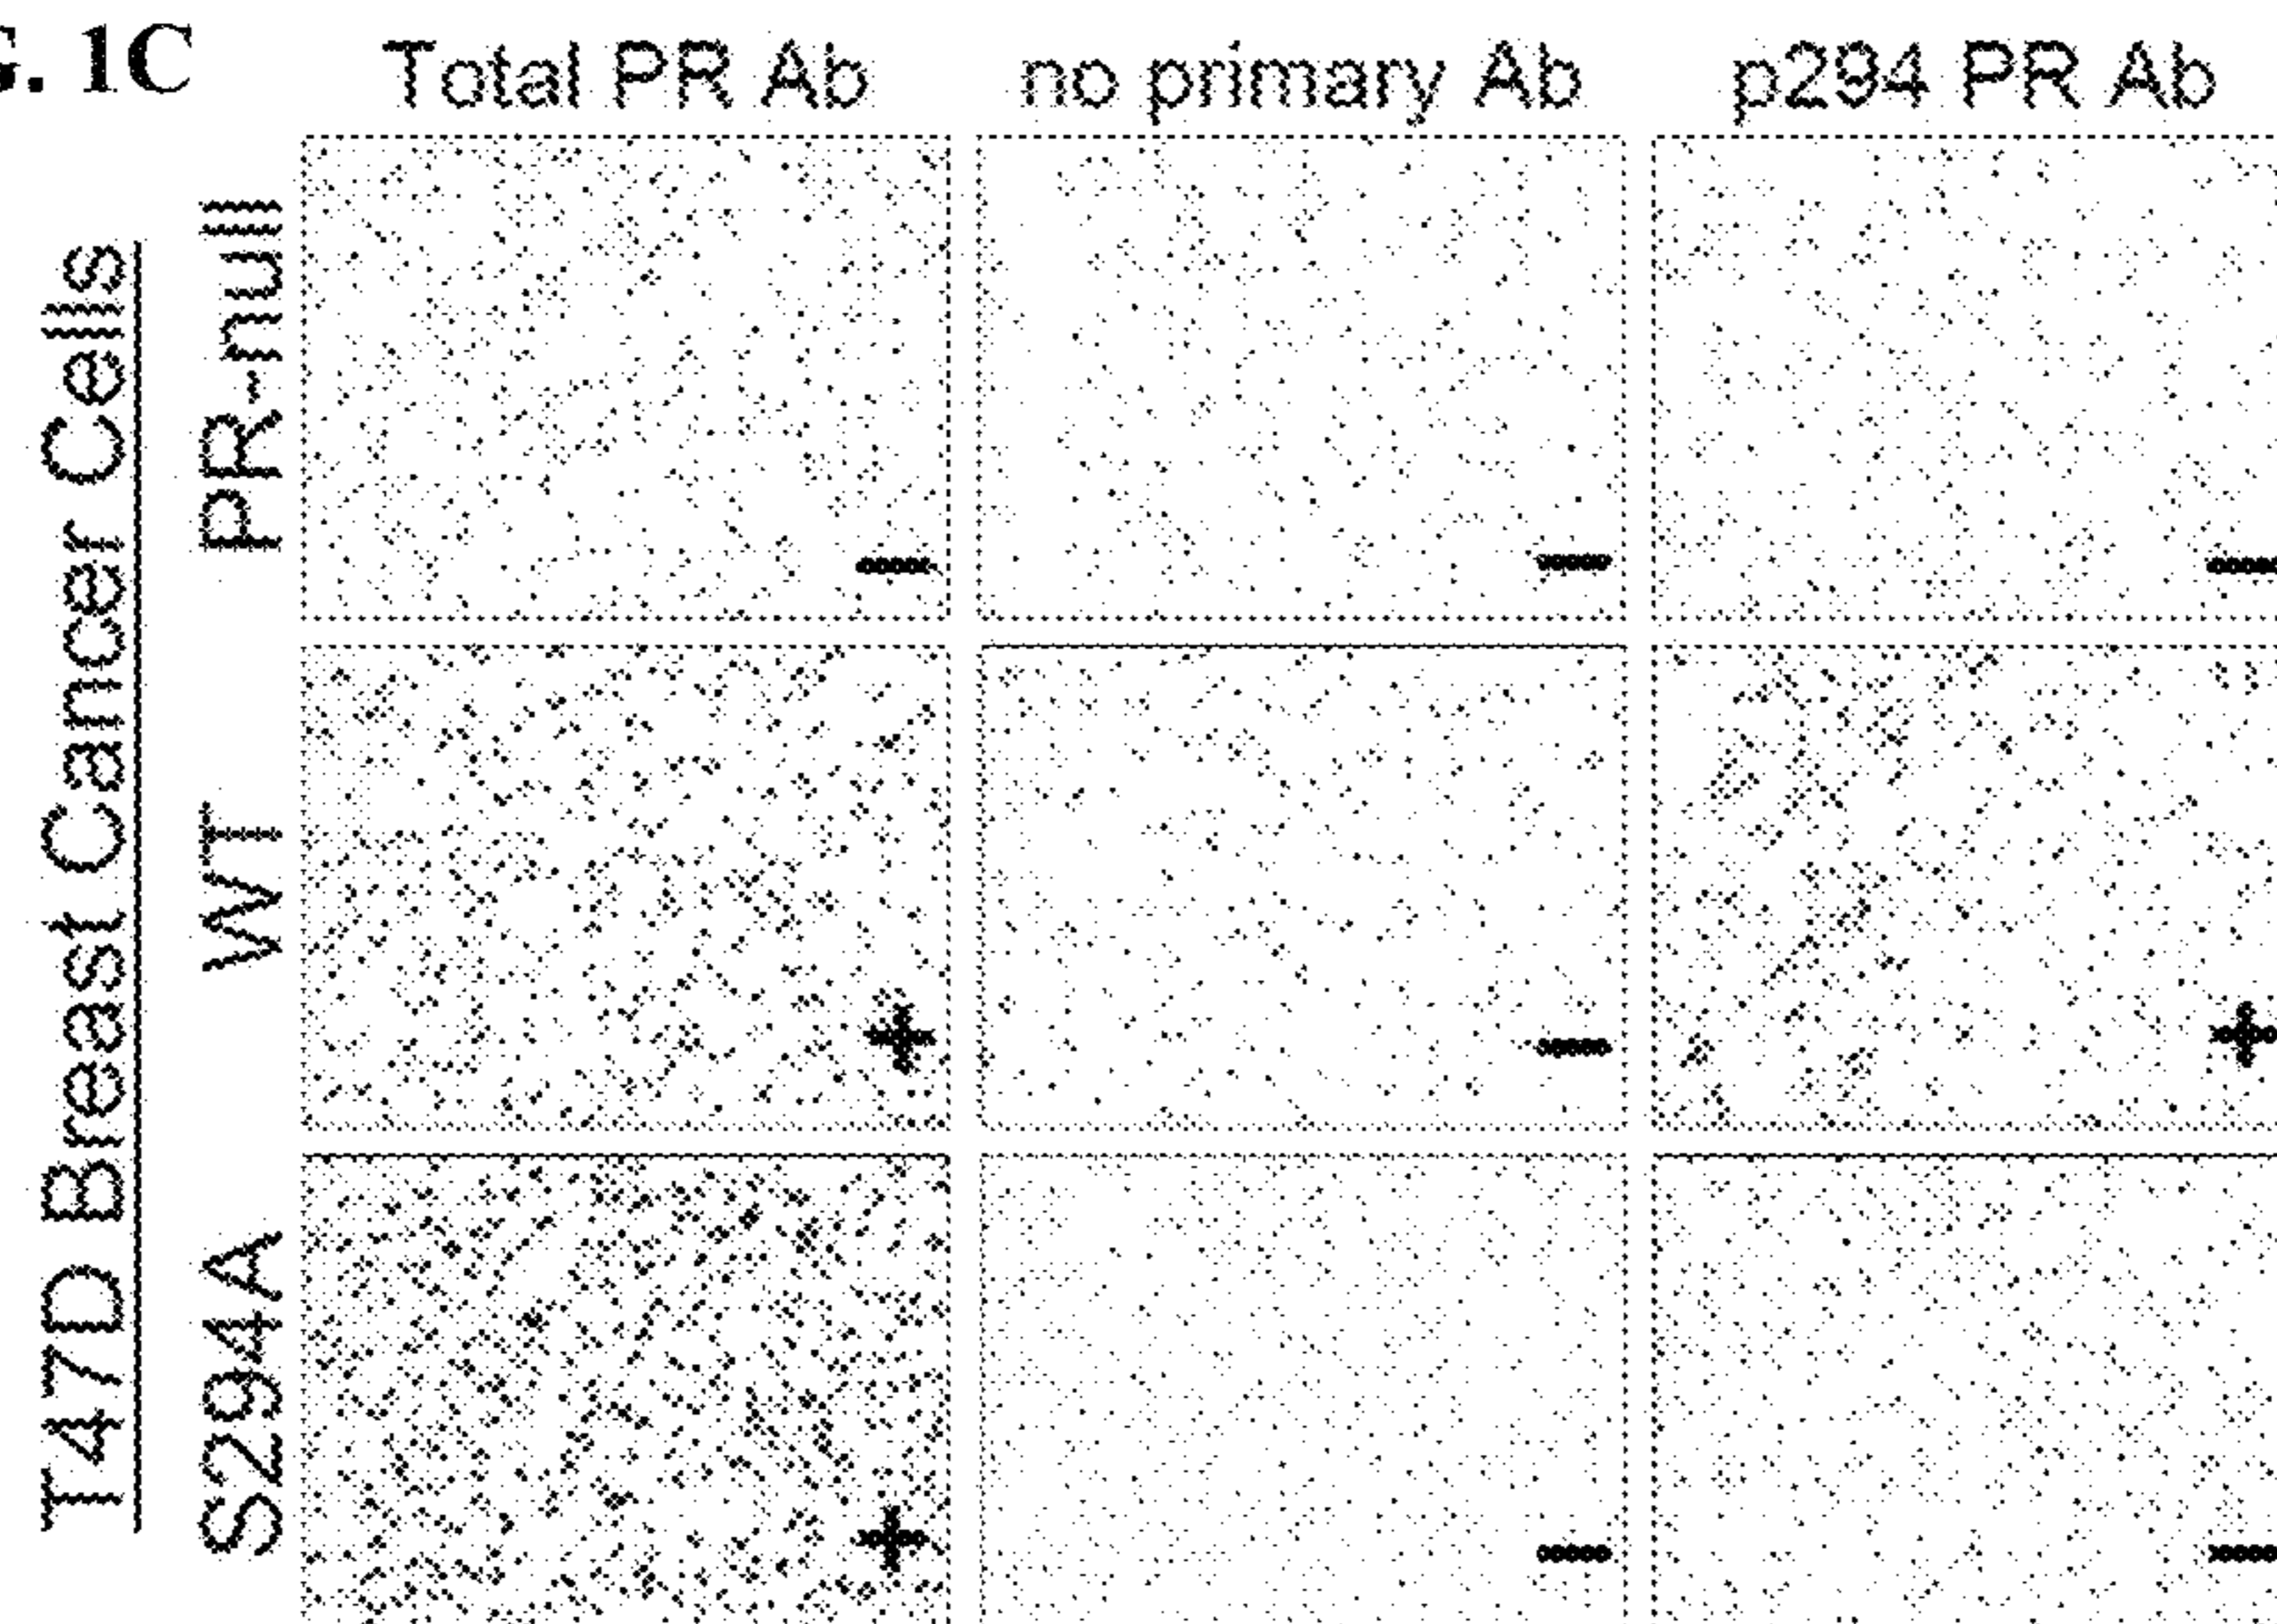 G. 1C
Total PR Ab
no primary Ab
p294 PR Ab
T47D Breast Cancer Cells
PR-null
-
-
-
WT
+
-
+
S294A
+
-
-